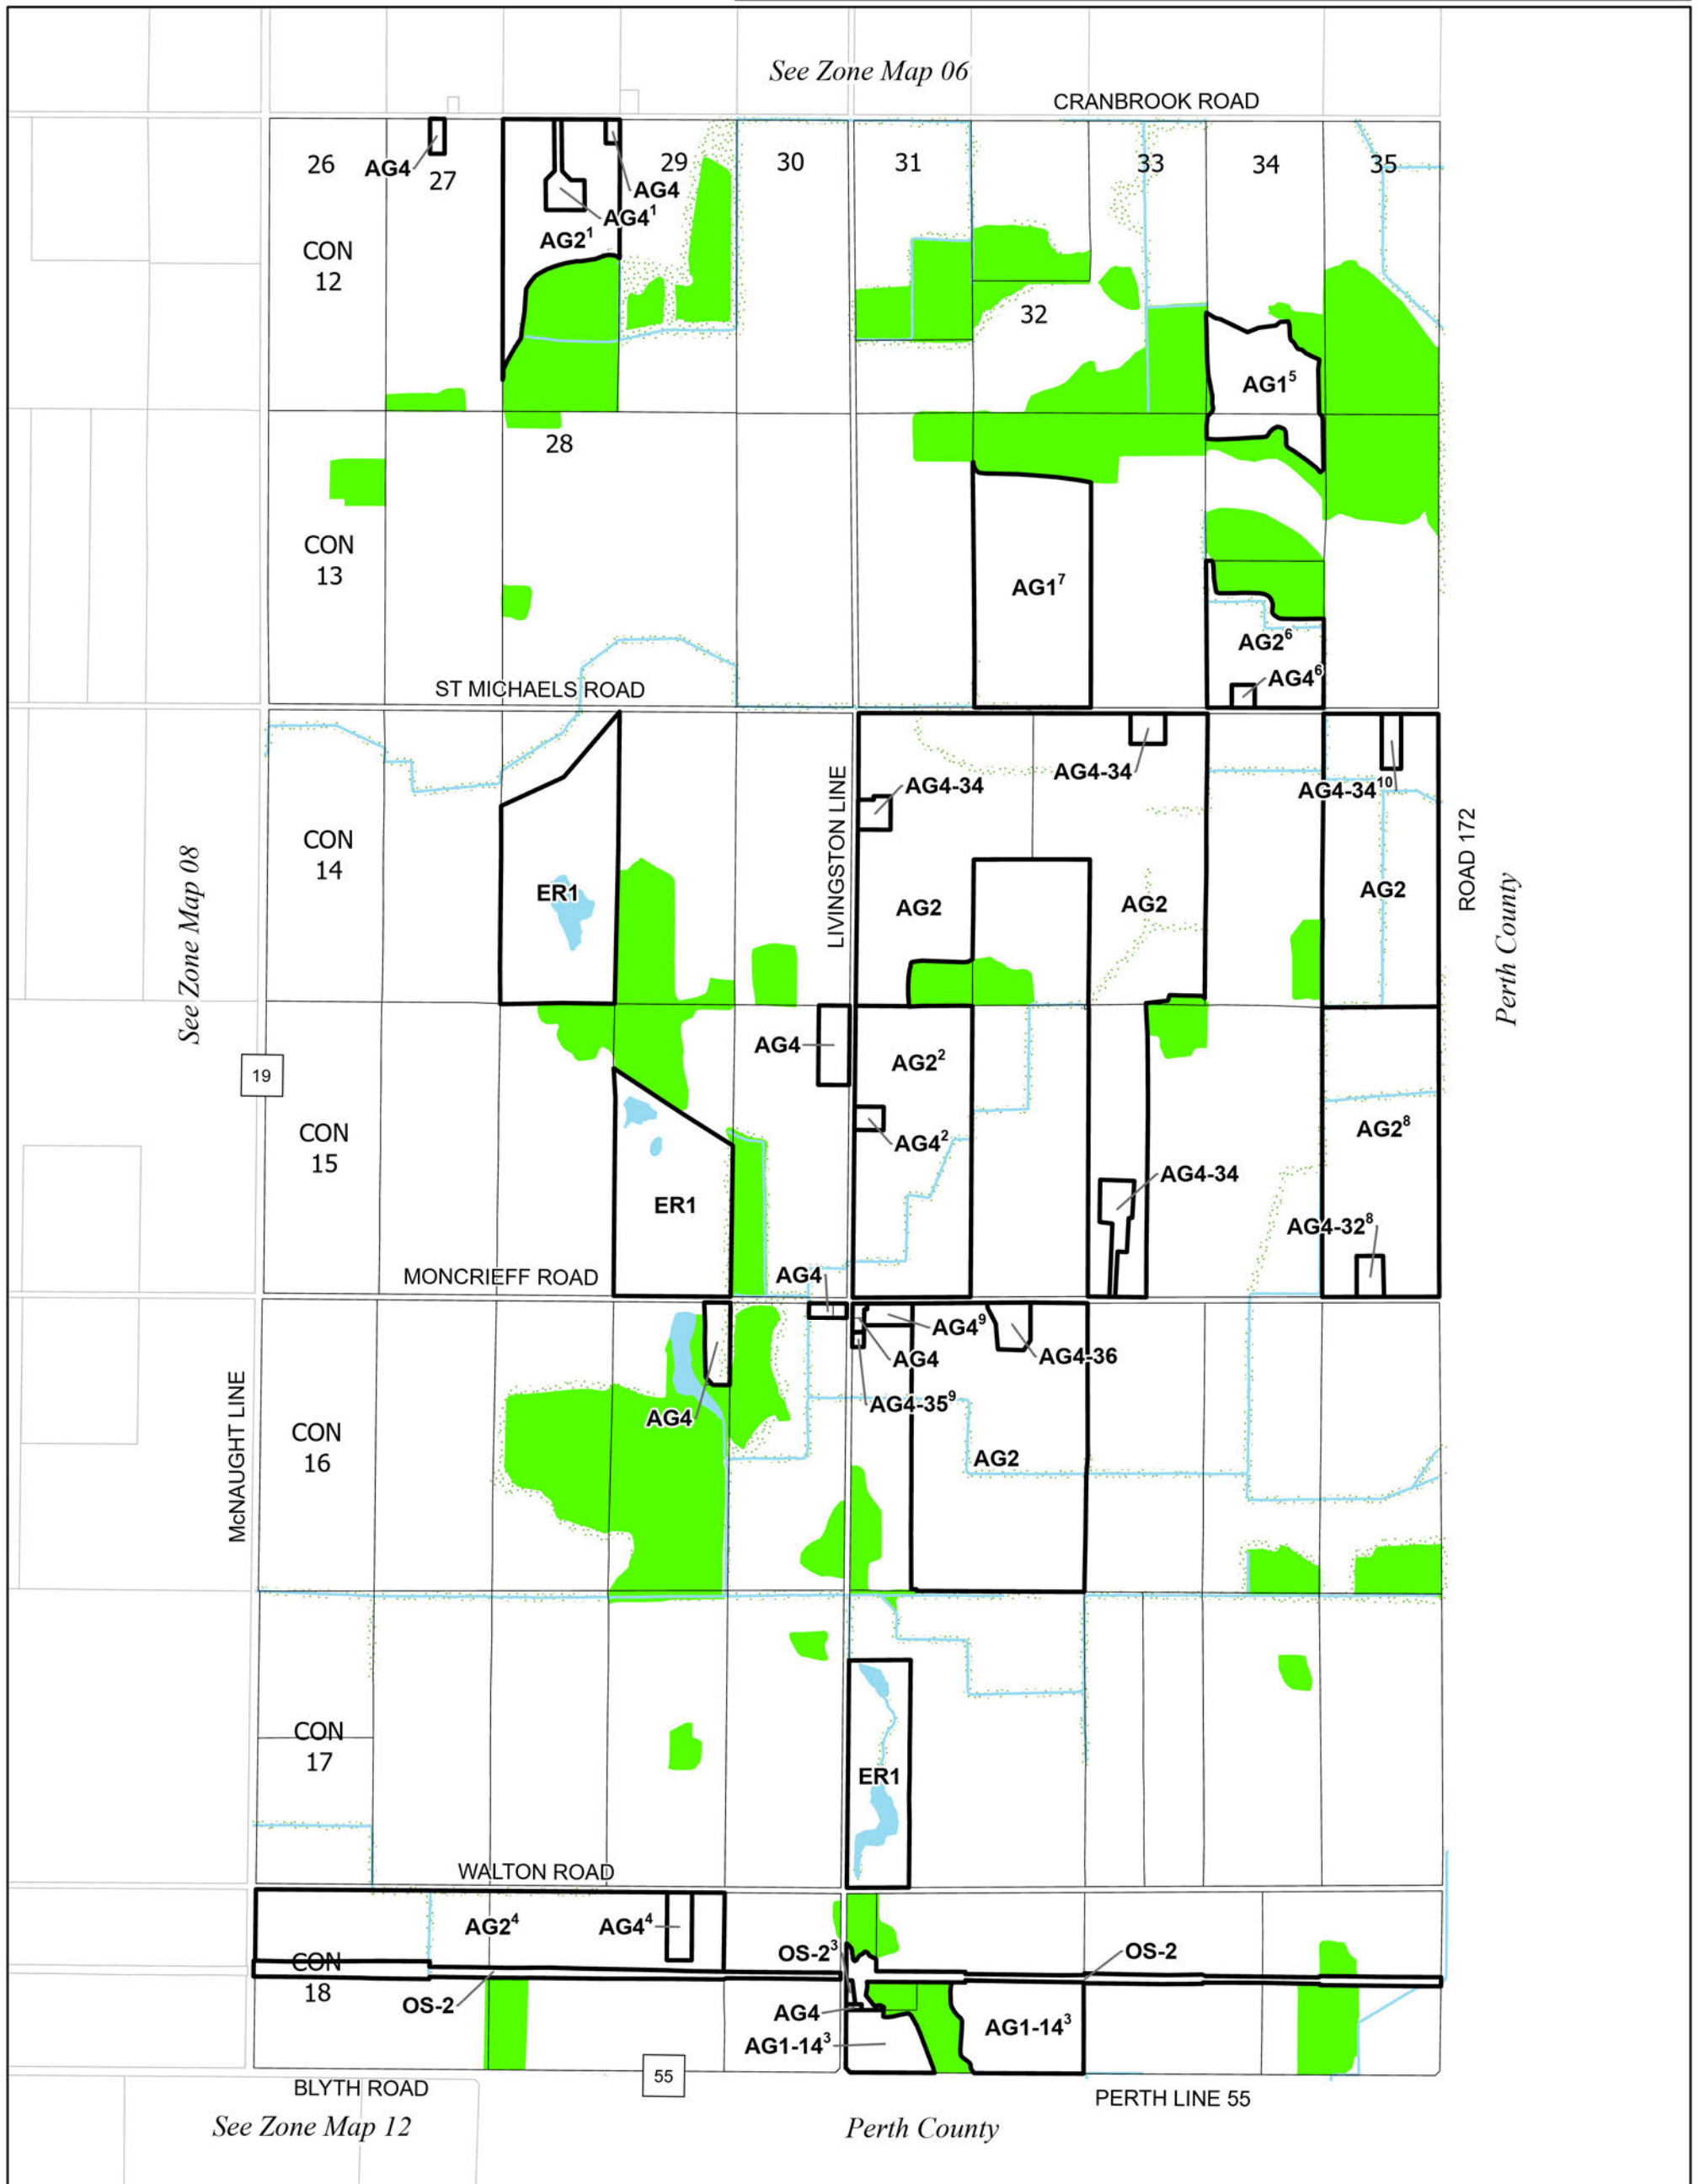 See Zone Map 06
CRANBROOK ROAD
26
AG4
27
AG4
AG4¹
AG2¹
29
30
31
33
34
35
CON
12
32
AG1⁵
28
CON
13
AG1⁷
AG2⁶
AG4⁶
ST MICHAELS ROAD
AG4-34
AG4-34
AG4-34¹⁰
LIVINGSTON LINE
CON
14
ER1
AG2
AG2
AG2
ROAD 172
Perth County
See Zone Map 08
19
AG4
AG2²
AG4²
CON
15
AG2⁸
ER1
AG4-34
AG4-32⁸
MONCRIEFF ROAD
AG4
AG4⁹
AG4
AG4-36
AG4-35⁹
AG4
McNAUGHT LINE
CON
16
AG2
CON
17
ER1
WALTON ROAD
AG2⁴
AG4⁴
OS-2³
OS-2
CON
18
OS-2
AG4
AG1-14³
AG1-14³
55
BLYTH ROAD
PERTH LINE 55
See Zone Map 12
Perth County